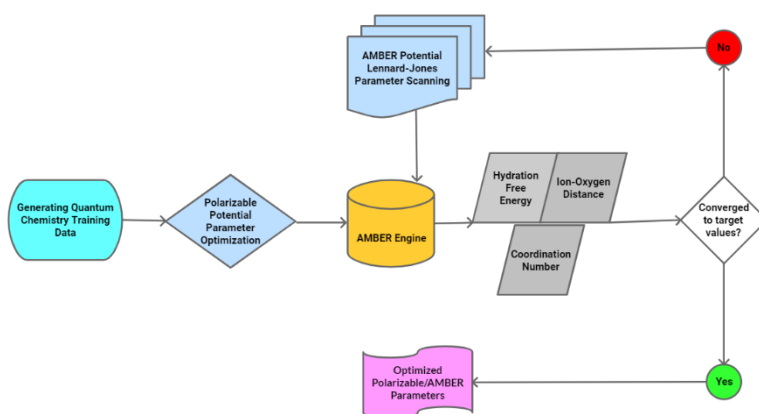 AMBER Potential
Lennard-Jones
Parameter Scanning
No
Generating Quantum
Chemistry Training
Data
Polarizable
Potential
Parameter
Optimization
AMBER Engine
Hydration
Free
Energy
Ion-Oxygen
Distance
Coordination
Number
Converged
to target
values?
Optimized
Polarizable/AMBER
Parameters
Yes